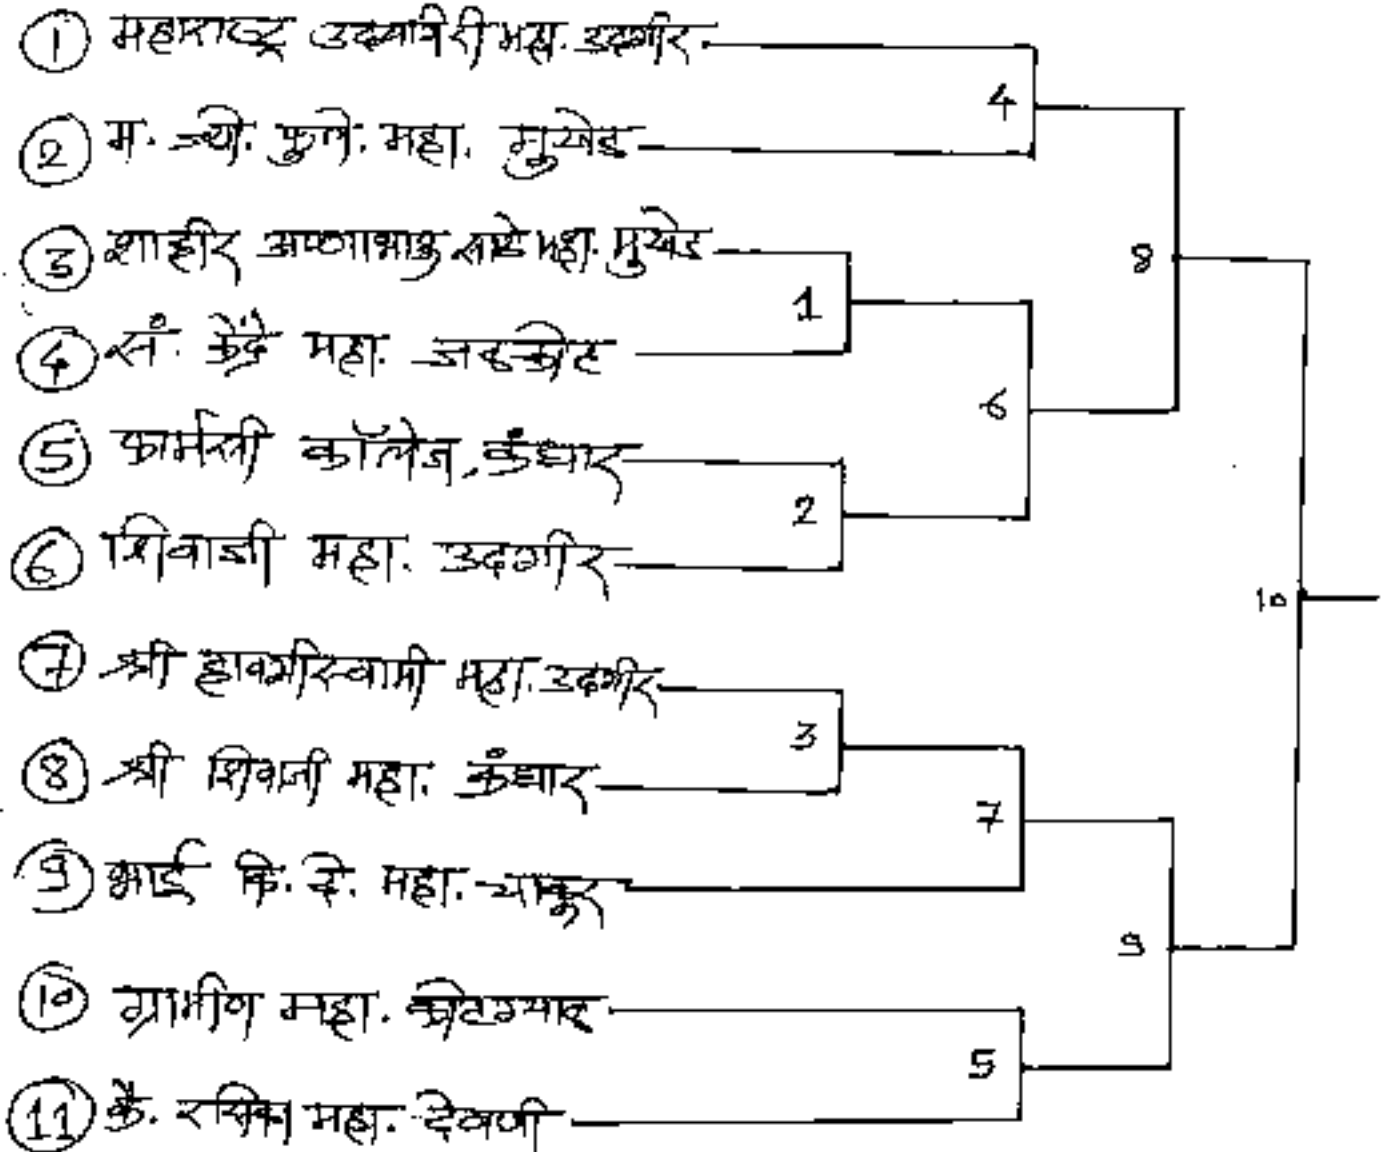 ① महाराष्ट्र उदयगिरी महा. उदगीर.
② म. ज्यो. फुले. महा. मुखेड
③ शाहीर अण्णाभाऊ साठे महा. मुखेड
④ सं. केंद्रे महा. जळकोट
⑤ फार्मसी कॉलेज, कंधार
⑥ शिवाजी महा. उदगीर
⑦ श्री हावगीस्वामी महा. उदगीर
⑧ श्री शिवाजी महा. कंधार
⑨ भाई कि. दे. महा. चाकूर
⑩ ग्रामीण महा.
⑪ कै. रसिका महा. देवणी
4
8
1
6
2
10
3
7
9
5